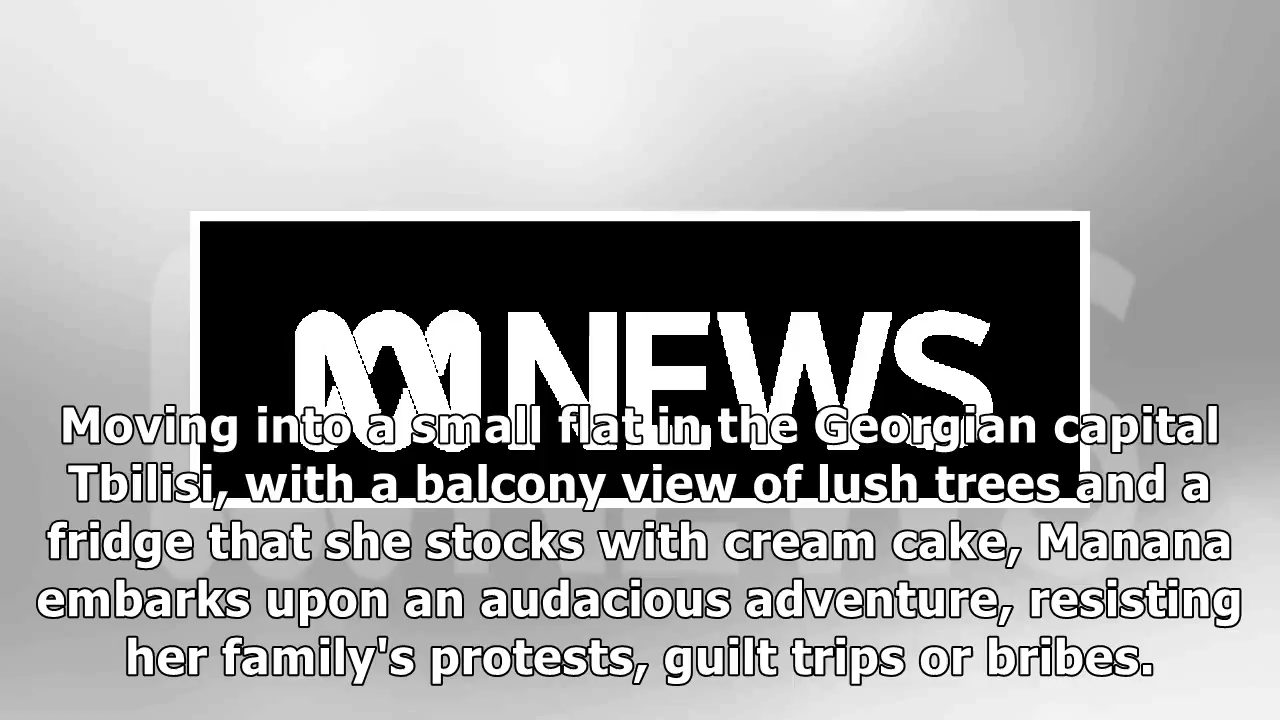 NEWS
Moving into a small flat in the Georgian capital
Tbilisi, with a balcony view of lush trees and a
fridge that she stocks with cream cake, Manana
embarks upon an audacious adventure, resisting
her family's protests, guilt trips or bribes.